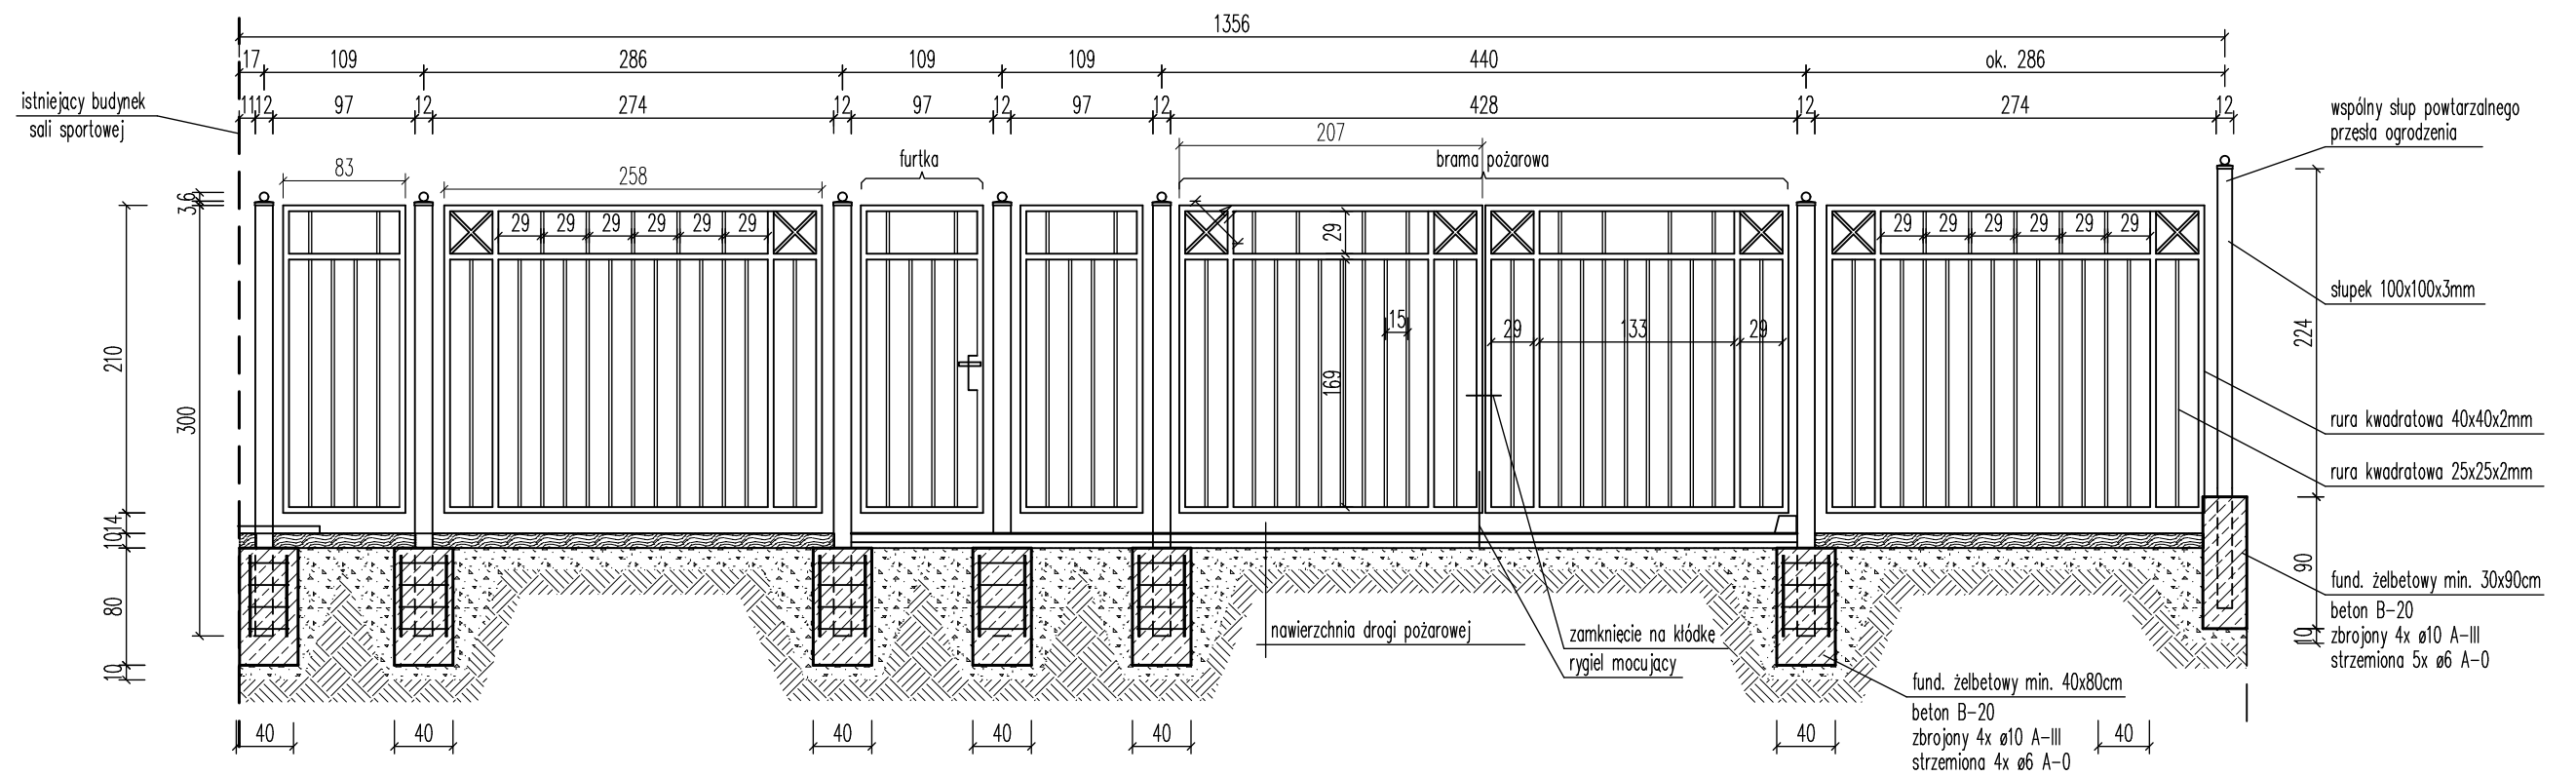 1356
17 109 286 109 109 440 ok. 286
11 12 97 12 274 12 97 12 97 12 428 12 274 12
istniejący budynek
sali sportowej
wspólny słup powtarzalnego
przęsła ogrodzenia
207
83 258 furtka brama pożarowa
3 6
29 29 29 29 29 29 29 29 29 29 29 29 29
słupek 100x100x3mm
15 29 133 29
210 300 169 224
rura kwadratowa 40x40x2mm
rura kwadratowa 25x25x2mm
14
10
80 90
10 10
fund. żelbetowy min. 30x90cm
beton B-20
zbrojony 4x ø10 A-III
strzemiona 5x ø6 A-0
nawierzchnia drogi pożarowej
zamknięcie na kłódkę
rygiel mocujący
fund. żelbetowy min. 40x80cm
beton B-20
zbrojony 4x ø10 A-III
strzemiona 4x ø6 A-0
40 40 40 40 40 40 40